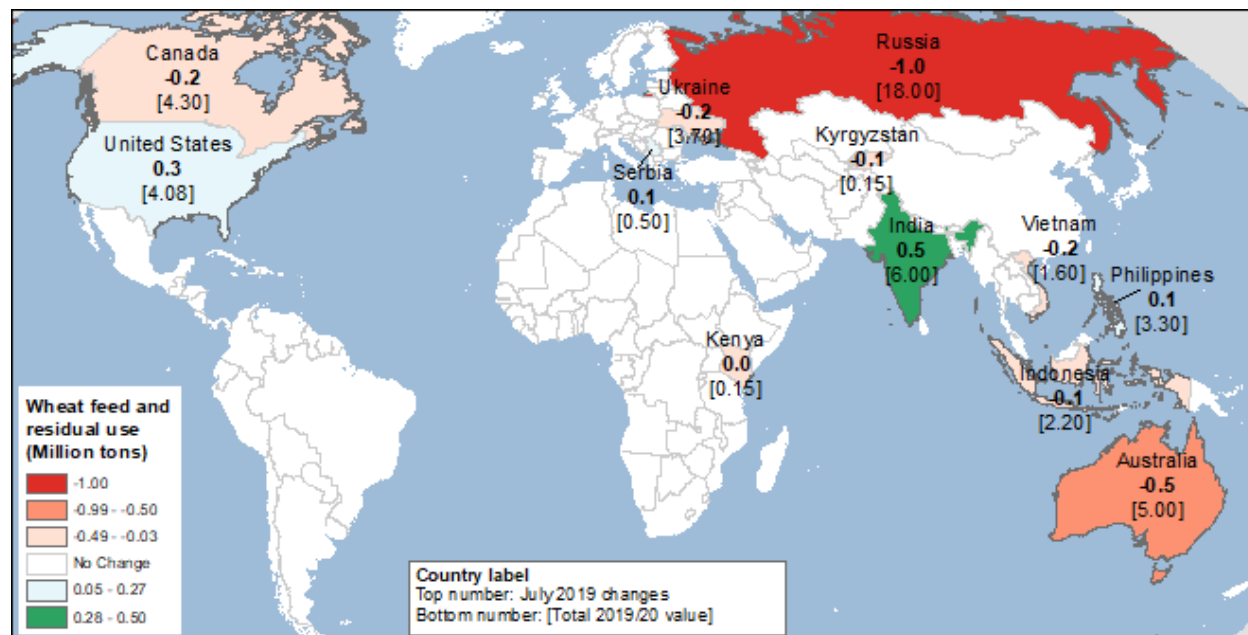 Canada
-0.2
[4.30]
United States
0.3
[4.08]
Russia
-1.0
[18.00]
Ukraine
-0.2
[3.70]
Kyrgyzstan
-0.1
[0.15]
Serbia
0.1
[0.50]
India
0.5
[6.00]
Vietnam
-0.2
[1.60]
Philippines
0.1
[3.30]
Kenya
0.0
[0.15]
Indonesia
-0.1
[2.20]
Australia
-0.5
[5.00]
Wheat feed and
residual use
(Million tons)
-1.00
-0.99 - -0.50
-0.49 - -0.03
No Change
0.05 - 0.27
0.28 - 0.50
Country label
Top number: July 2019 changes
Bottom number: [Total 2019/20 value]